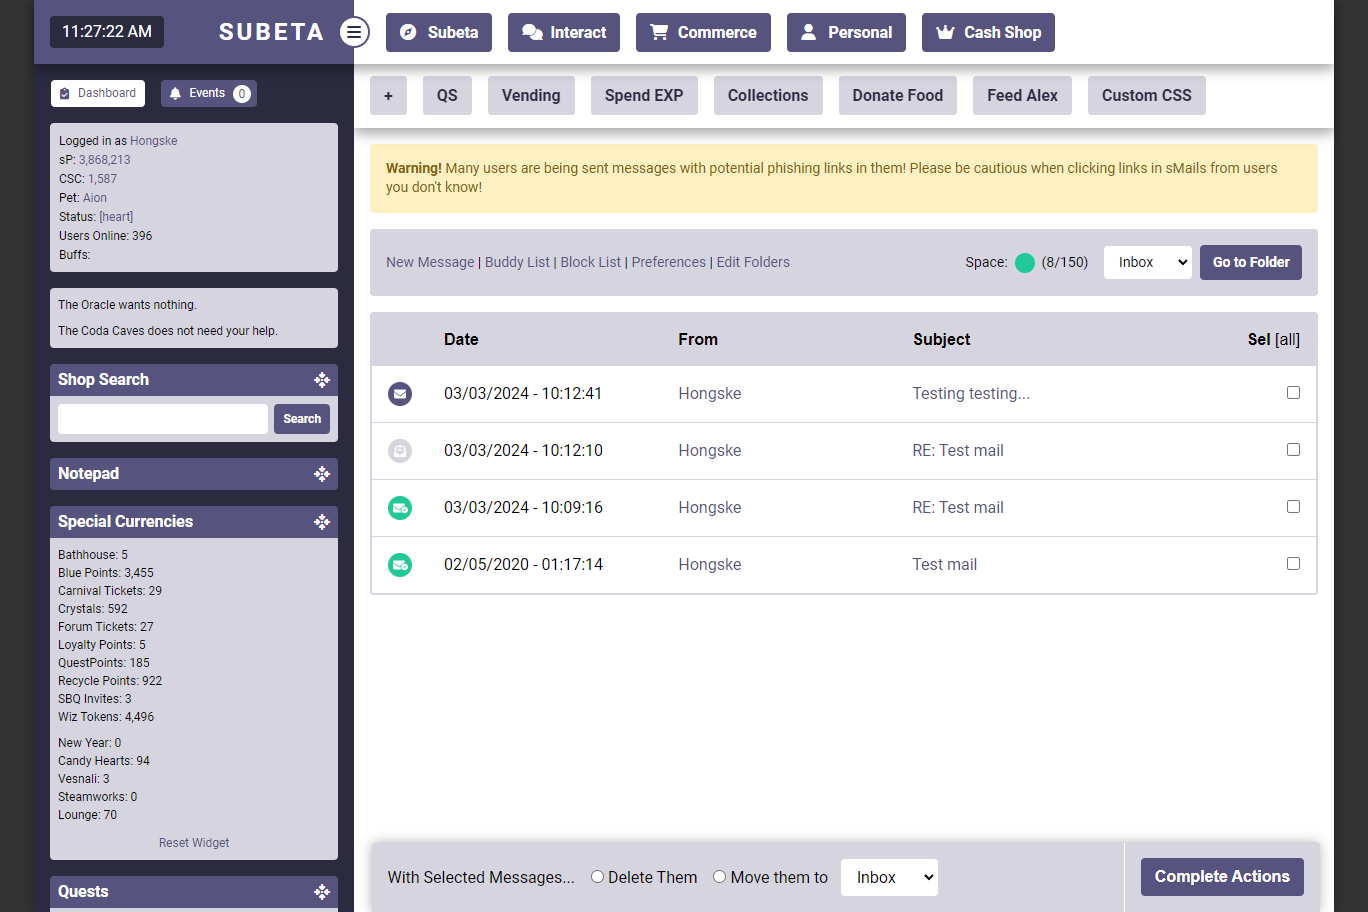 11:27:22 AM
SUBETA
Subeta
Interact
Commerce
Personal
Cash Shop
Dashboard
Events 0
+
QS
Vending
Spend EXP
Collections
Donate Food
Feed Alex
Custom CSS
Logged in as Hongske
sP: 3,868,213
CSC: 1,587
Pet: Aion
Status: [heart]
Users Online: 396
Buffs:
The Oracle wants nothing.
The Coda Caves does not need your help.
Shop Search
Search
Notepad
Special Currencies
Bathhouse: 5
Blue Points: 3,455
Carnival Tickets: 29
Crystals: 592
Forum Tickets: 27
Loyalty Points: 5
QuestPoints: 185
Recycle Points: 922
SBQ Invites: 3
Wiz Tokens: 4,496
New Year: 0
Candy Hearts: 94
Vesnali: 3
Steamworks: 0
Lounge: 70
Reset Widget
Quests
Warning! Many users are being sent messages with potential phishing links in them! Please be cautious when clicking links in sMails from users
you don't know!
New Message | Buddy List | Block List | Preferences | Edit Folders
Space: (8/150)
Inbox
Go to Folder
Date From Subject Sel [all]
03/03/2024 - 10:12:41 Hongske Testing testing...
03/03/2024 - 10:12:10 Hongske RE: Test mail
03/03/2024 - 10:09:16 Hongske RE: Test mail
02/05/2020 - 01:17:14 Hongske Test mail
With Selected Messages... Delete Them Move them to Inbox
Complete Actions